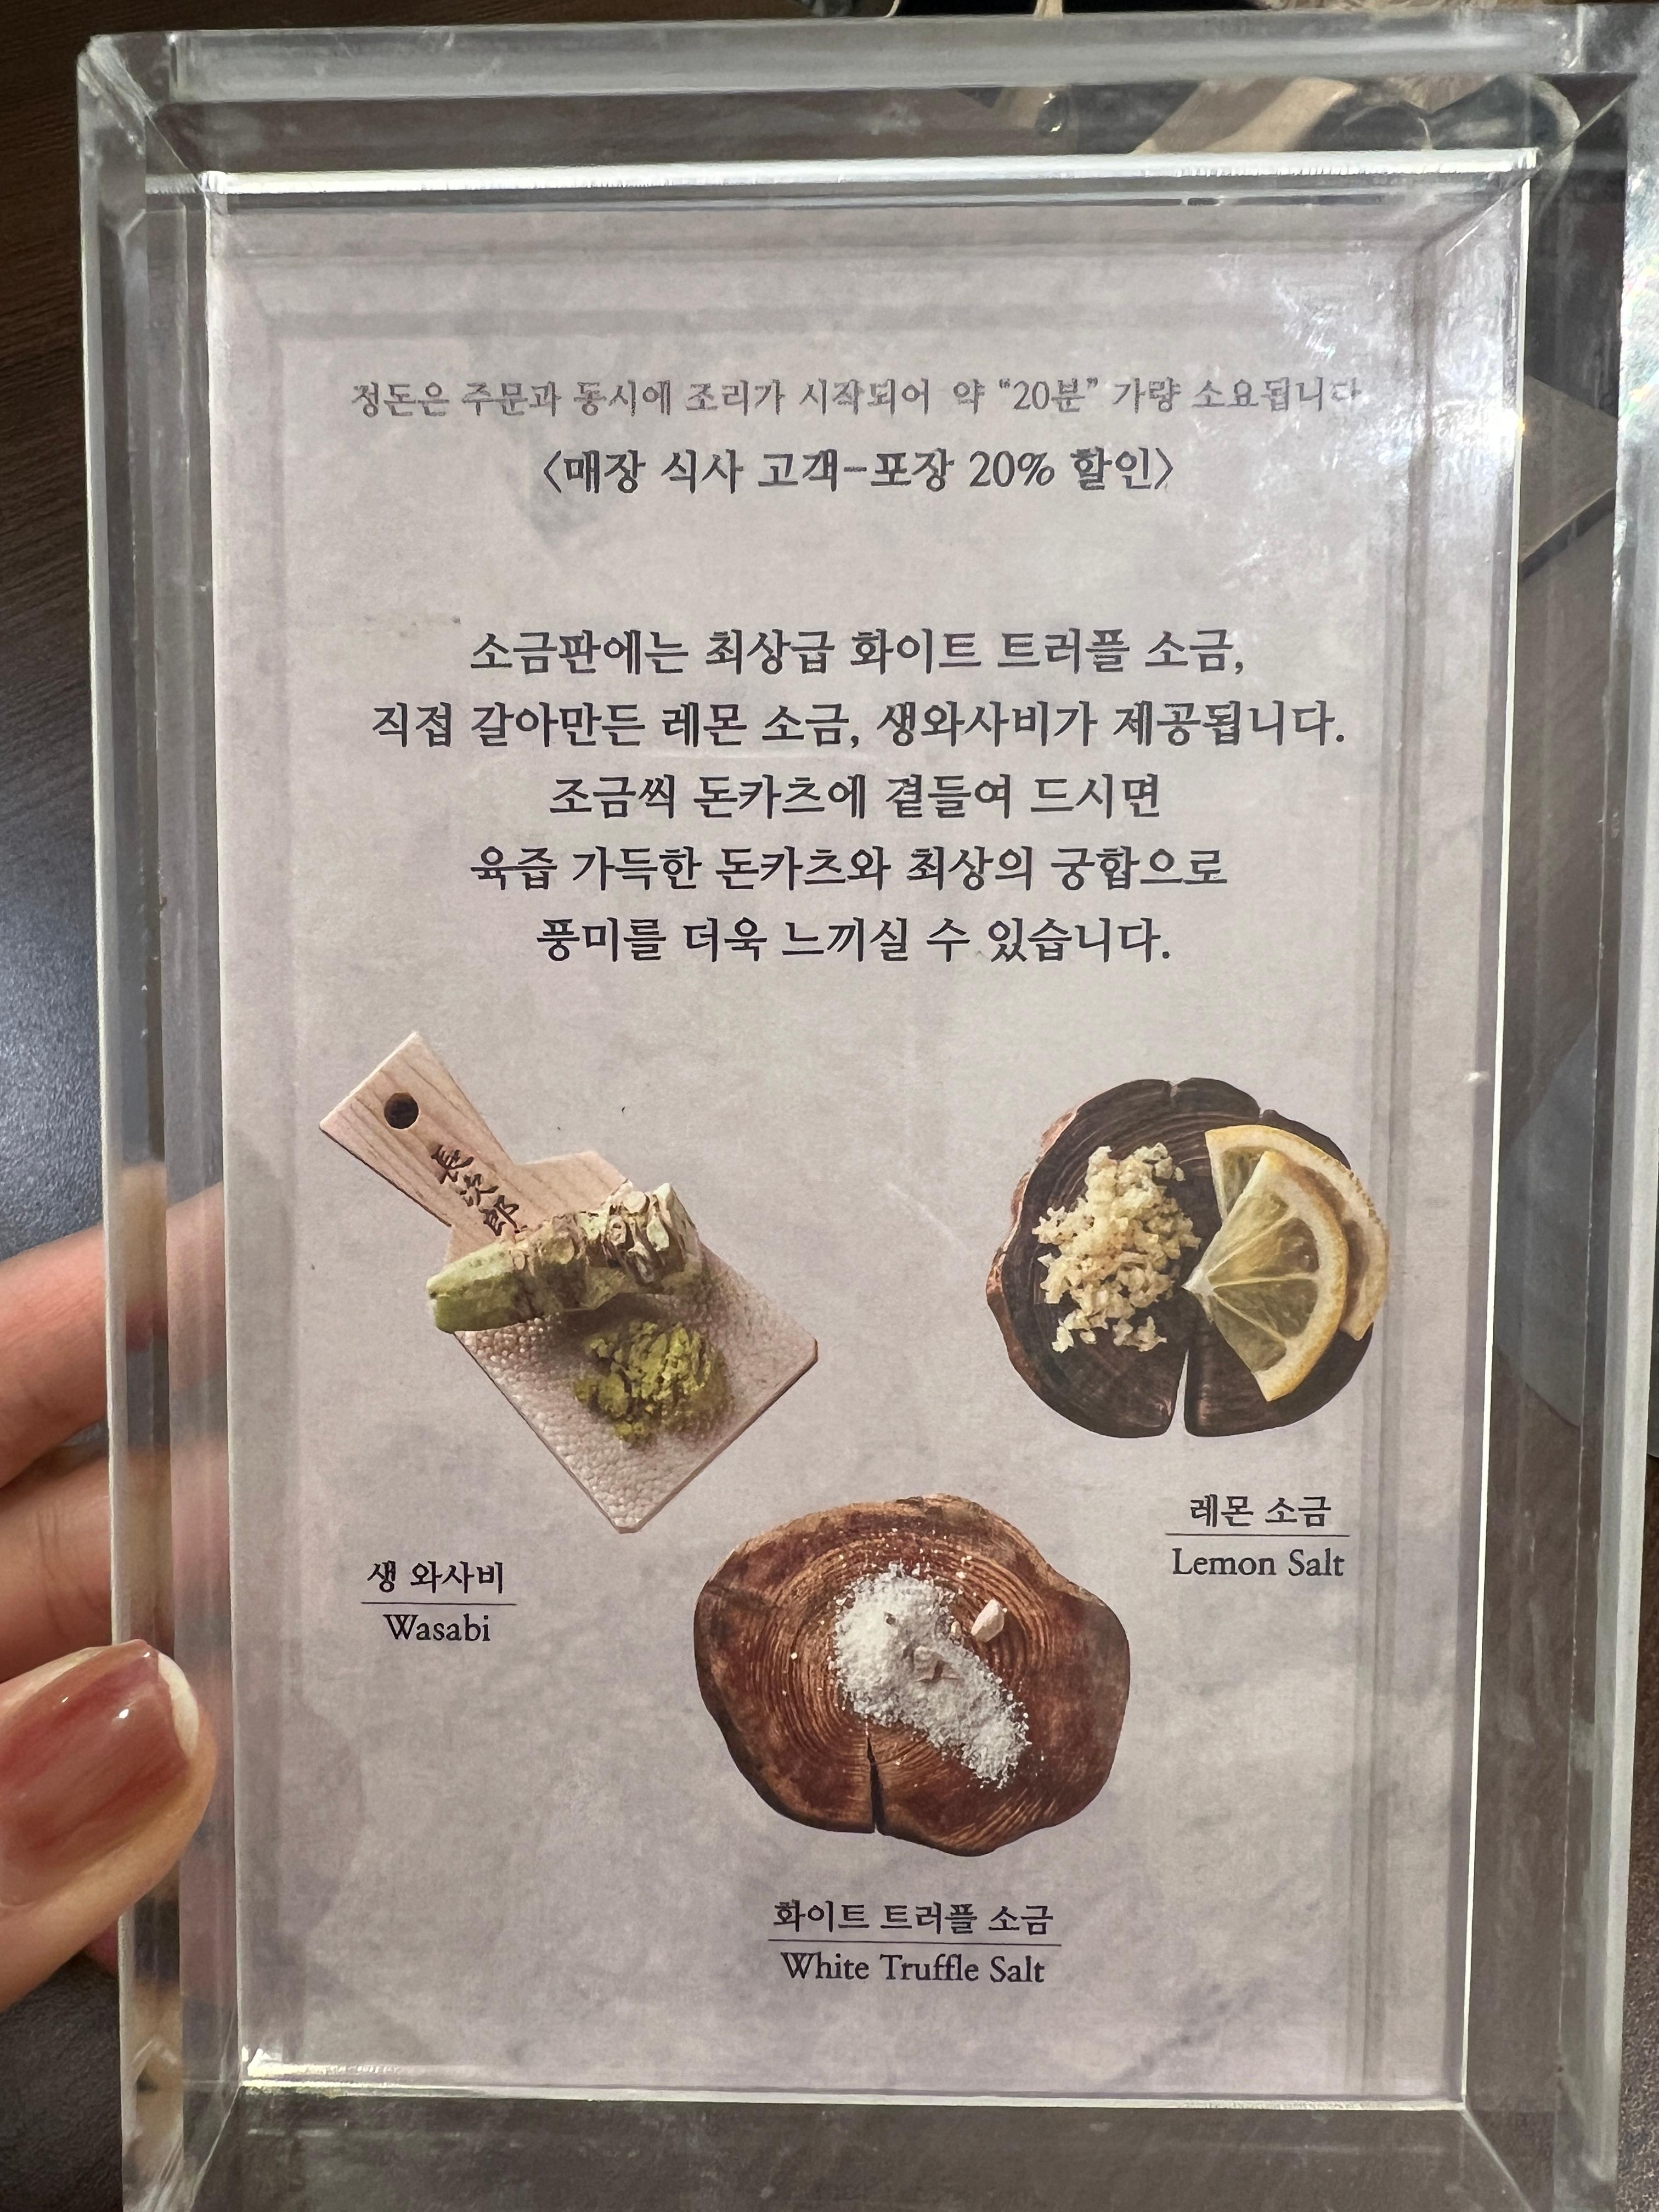 정돈은 주문과 동시에 조리가 시작되어 약 “20분” 가량 소요됩니다
〈매장 식사 고객-포장 20% 할인〉
소금판에는 최상급 화이트 트러플 소금,
직접 갈아만든 레몬 소금, 생와사비가 제공됩니다.
조금씩 돈카츠에 곁들여 드시면
육즙 가득한 돈카츠와 최상의 궁합으로
풍미를 더욱 느끼실 수 있습니다.
長次郎
레몬 소금
Lemon Salt
생 와사비
Wasabi
화이트 트러플 소금
White Truffle Salt